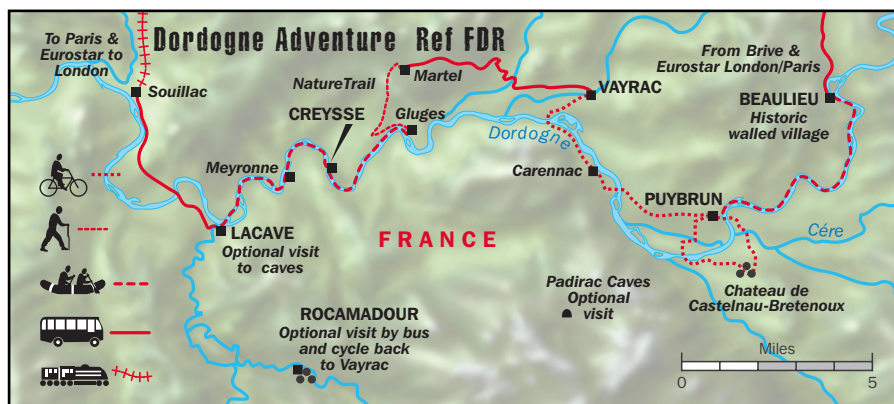 Dordogne Adventure Ref FDR
To Paris &
Eurostar to
London
Souillac
NatureTrail
Martel
From Brive &
Eurostar London/Paris
VAYRAC
BEAULIEU
Historic
walled village
CREYSSE
Gluges
Dordogne
Meyronne
Carennac
PUYBRUN
LACAVE
Optional visit
to caves
FRANCE
Cére
Padirac Caves
Optional
visit
Chateau de
Castelnau-Bretenoux
ROCAMADOUR
Optional visit by bus
and cycle back
to Vayrac
Miles
0
5